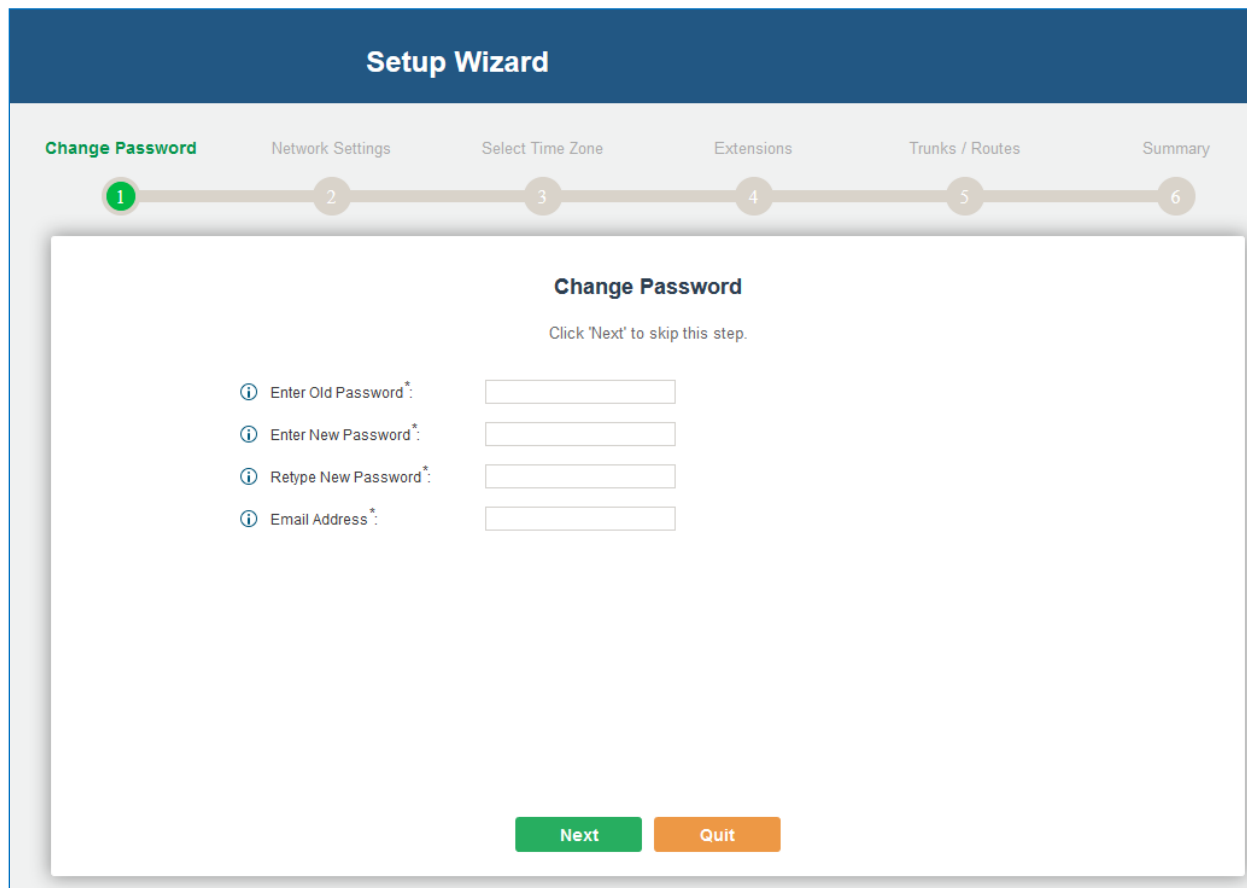 Setup Wizard
Change Password Network Settings Select Time Zone Extensions Trunks / Routes Summary
1 2 3 4 5 6
Change Password
Click 'Next' to skip this step.
Enter Old Password*:
Enter New Password*:
Retype New Password*:
Email Address*:
Next Quit